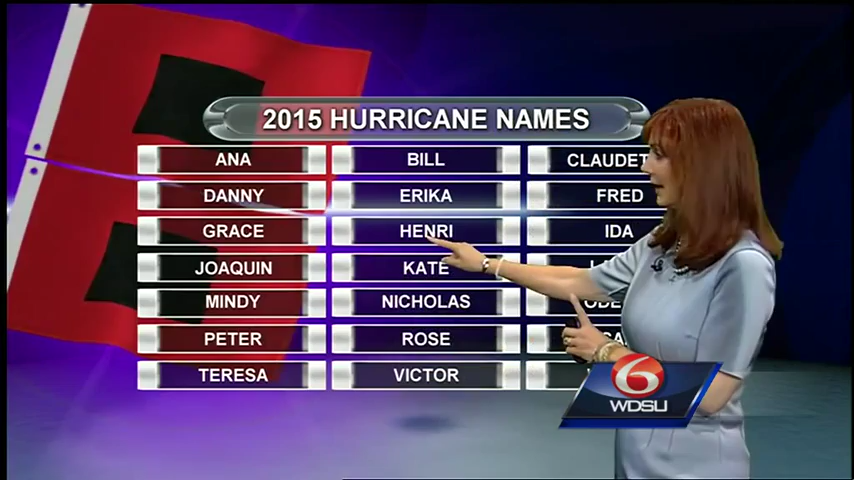 2015 HURRICANE NAMES
ANA BILL CLAUDET
DANNY ERIKA FRED
GRACE HENRI IDA
JOAQUIN KATE
MINDY NICHOLAS
PETER ROSE
TERESA VICTOR
6
WDSU